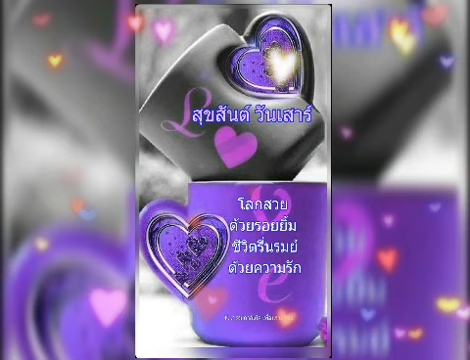 สุขสันต์ วันเสาร์
L
โลกสวย
ด้วยรอยยิ้ม
ชีวิตรื่นรมย์
ด้วยความรัก